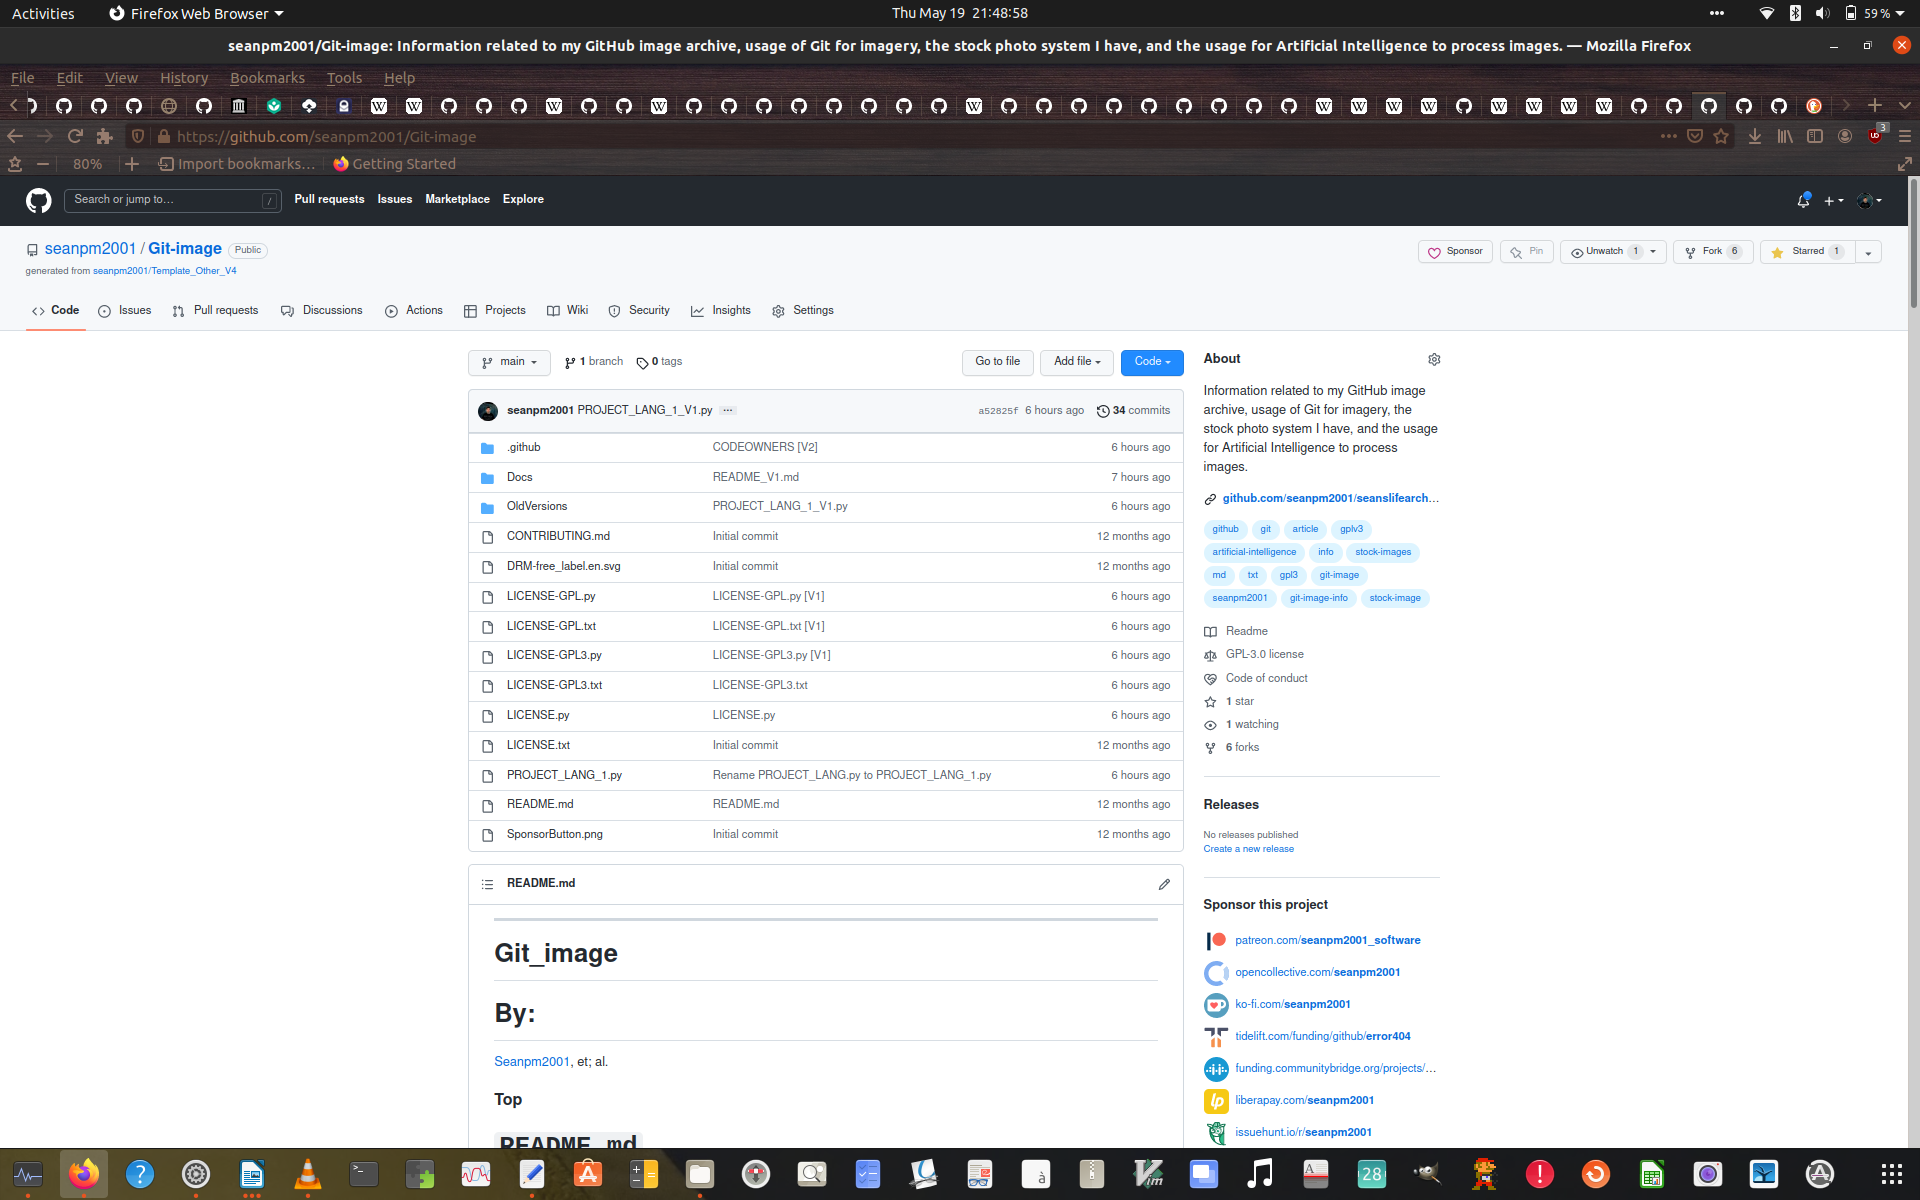 Activities Firefox Web Browser Thu May 19 21:48:58 59 %
seanpm2001/Git-image: Information related to my GitHub image archive, usage of Git for imagery, the stock photo system I have, and the usage for Artificial Intelligence to process images. — Mozilla Firefox
File Edit View History Bookmarks Tools Help
https://github.com/seanpm2001/Git-image 3
80% Import bookmarks... Getting Started
Search or jump to... / Pull requests Issues Marketplace Explore
seanpm2001 / Git-image Public Sponsor Pin Unwatch 1 Fork 6 Starred 1
generated from seanpm2001/Template_Other_V4
Code Issues Pull requests Discussions Actions Projects Wiki Security Insights Settings
main 1 branch 0 tags Go to file Add file Code
seanpm2001 PROJECT_LANG_1_V1.py ... a52825f 6 hours ago 34 commits
.github CODEOWNERS [V2] 6 hours ago
Docs README_V1.md 7 hours ago
OldVersions PROJECT_LANG_1_V1.py 6 hours ago
CONTRIBUTING.md Initial commit 12 months ago
DRM-free_label.en.svg Initial commit 12 months ago
LICENSE-GPL.py LICENSE-GPL.py [V1] 6 hours ago
LICENSE-GPL.txt LICENSE-GPL.txt [V1] 6 hours ago
LICENSE-GPL3.py LICENSE-GPL3.py [V1] 6 hours ago
LICENSE-GPL3.txt LICENSE-GPL3.txt 6 hours ago
LICENSE.py LICENSE.py 6 hours ago
LICENSE.txt Initial commit 12 months ago
PROJECT_LANG_1.py Rename PROJECT_LANG.py to PROJECT_LANG_1.py 6 hours ago
README.md README.md 12 months ago
SponsorButton.png Initial commit 12 months ago
README.md
Git_image
By:
Seanpm2001, et; al.
Top
README.md
About
Information related to my GitHub image
archive, usage of Git for imagery, the
stock photo system I have, and the usage
for Artificial Intelligence to process
images.
github.com/seanpm2001/seanslifearch...
github git article gplv3
artificial-intelligence info stock-images
md txt gpl3 git-image
seanpm2001 git-image-info stock-image
Readme
GPL-3.0 license
Code of conduct
1 star
1 watching
6 forks
Releases
No releases published
Create a new release
Sponsor this project
patreon.com/seanpm2001_software
opencollective.com/seanpm2001
ko-fi.com/seanpm2001
tidelift.com/funding/github/error404
funding.communitybridge.org/projects/...
liberapay.com/seanpm2001
issuehunt.io/r/seanpm2001
28